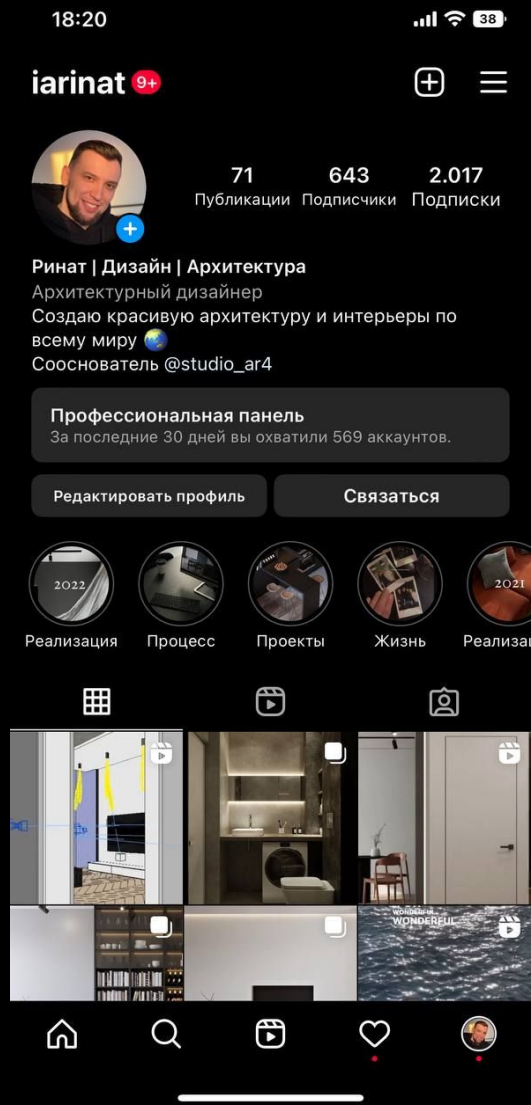 18:20
38
iarinat 9+
71 643 2.017
Публикации Подписчики Подписки
Ринат | Дизайн | Архитектура
Архитектурный дизайнер
Создаю красивую архитектуру и интерьеры по
всему миру 🌏
Сооснователь @studio_ar4
Профессиональная панель
За последние 30 дней вы охватили 569 аккаунтов.
Редактировать профиль Связаться
2022 2021
Реализация Процесс Проекты Жизнь Реализа
WONDERFUL
WONDERFUL